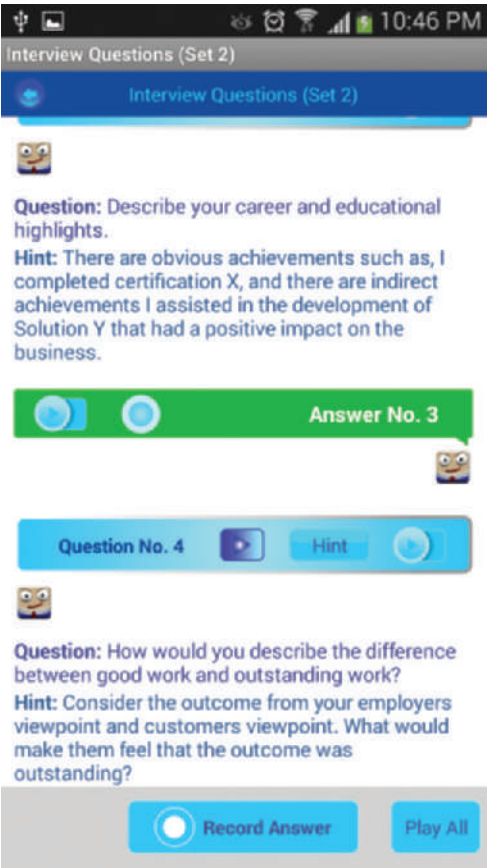 10:46 PM
Interview Questions (Set 2)
Interview Questions (Set 2)
Question: Describe your career and educational
highlights.
Hint: There are obvious achievements such as, I
completed certification X, and there are indirect
achievements I assisted in the development of
Solution Y that had a positive impact on the
business.
Answer No. 3
Question No. 4 Hint
Question: How would you describe the difference
between good work and outstanding work?
Hint: Consider the outcome from your employers
viewpoint and customers viewpoint. What would
make them feel that the outcome was
outstanding?
Record Answer Play All